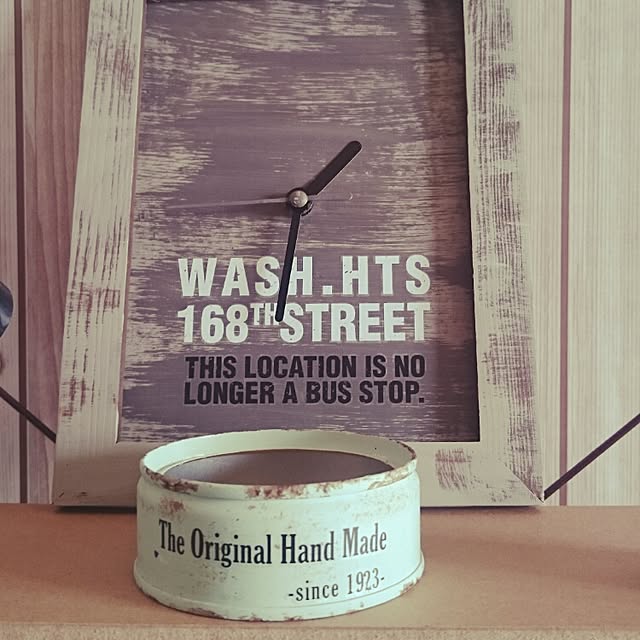 WASH.HTS
168TH STREET
THIS LOCATION IS NO
LONGER A BUS STOP.
The Original Hand Made
-since 1923-